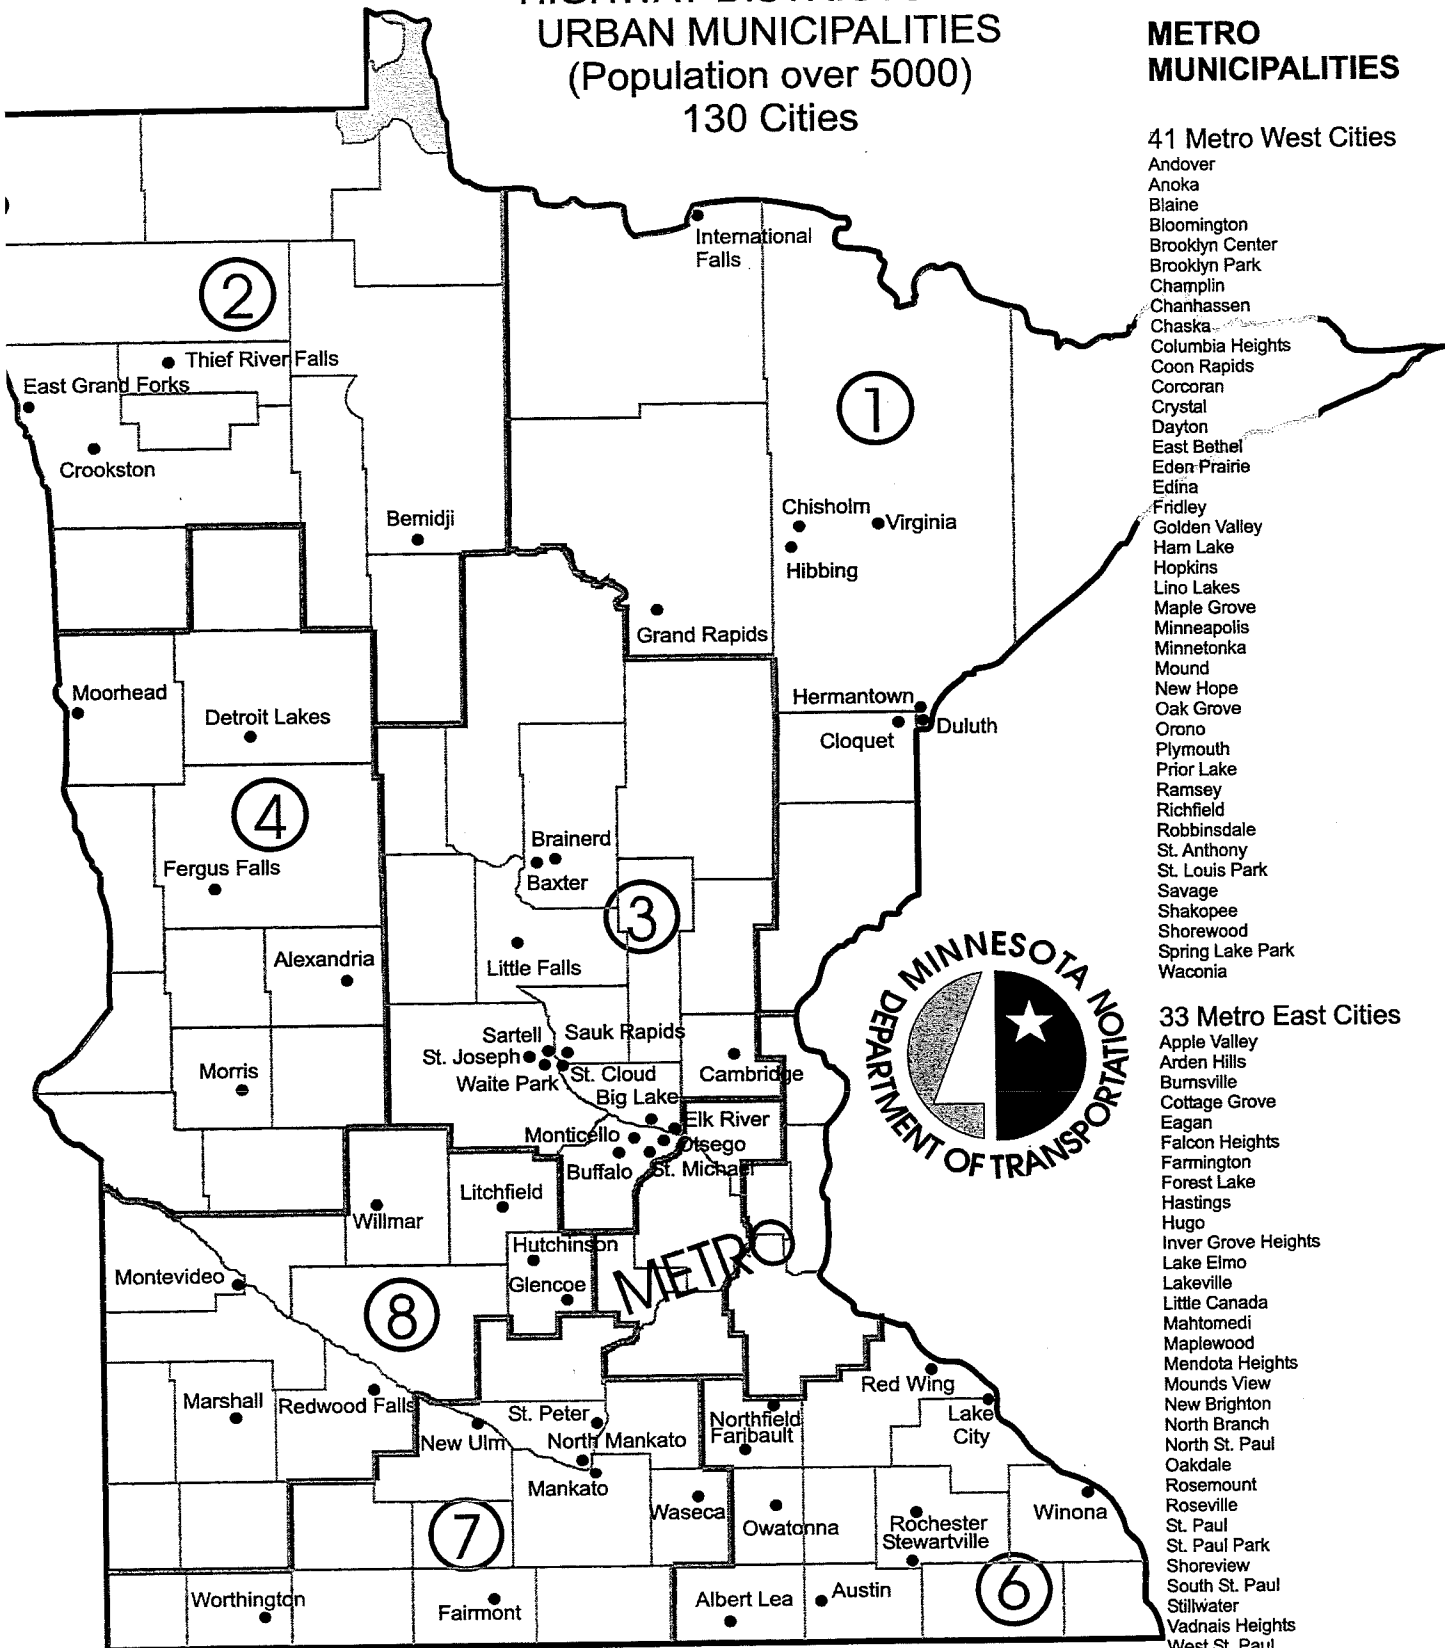 URBAN MUNICIPALITIES
(Population over 5000)
130 Cities
METRO
MUNICIPALITIES
41 Metro West Cities
Andover
Anoka
Blaine
Bloomington
Brooklyn Center
Brooklyn Park
Champlin
Chanhassen
Chaska
Columbia Heights
Coon Rapids
Corcoran
Crystal
Dayton
East Bethel
Eden Prairie
Edina
Fridley
Golden Valley
Ham Lake
Hopkins
Lino Lakes
Maple Grove
Minneapolis
Minnetonka
Mound
New Hope
Oak Grove
Orono
Plymouth
Prior Lake
Ramsey
Richfield
Robbinsdale
St. Anthony
St. Louis Park
Savage
Shakopee
Shorewood
Spring Lake Park
Waconia
33 Metro East Cities
Apple Valley
Arden Hills
Burnsville
Cottage Grove
Eagan
Falcon Heights
Farmington
Forest Lake
Hastings
Hugo
Inver Grove Heights
Lake Elmo
Lakeville
Little Canada
Mahtomedi
Maplewood
Mendota Heights
Mounds View
New Brighton
North Branch
North St. Paul
Oakdale
Rosemount
Roseville
St. Paul
St. Paul Park
Shoreview
South St. Paul
Stillwater
Vadnais Heights
West St. Paul
International
Falls
2
Thief River Falls
East Grand Forks
1
Crookston
Bemidji
Chisholm
Virginia
Hibbing
Grand Rapids
Moorhead
Detroit Lakes
Hermantown
Cloquet
Duluth
4
Fergus Falls
Brainerd
Baxter
3
Alexandria
Little Falls
Sartell
Sauk Rapids
St. Joseph
Waite Park
St. Cloud
Morris
Big Lake
Cambridge
Monticello
Elk River
Otsego
Buffalo
St. Michael
MINNESOTA
DEPARTMENT OF TRANSPORTATION
Litchfield
Willmar
Hutchinson
METRO
Montevideo
Glencoe
8
Red Wing
Marshall
Redwood Falls
St. Peter
Northfield
Lake
City
New Ulm
North Mankato
Faribault
Mankato
Waseca
Owatonna
Rochester
Stewartville
Winona
7
6
Worthington
Fairmont
Albert Lea
Austin